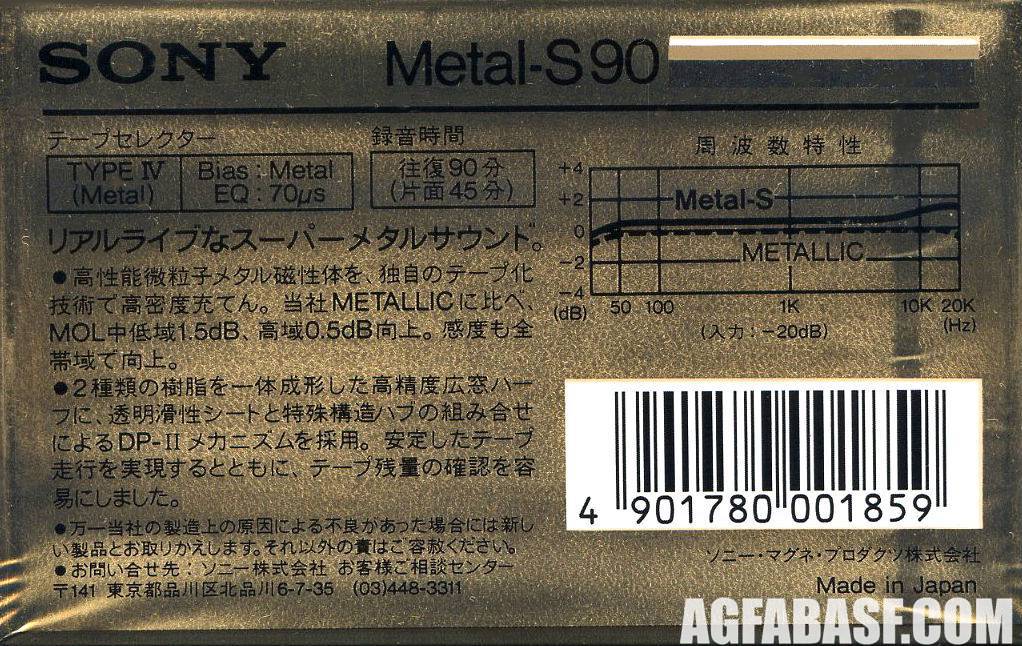 SONY Metal-S90
テープセレクター
TYPE IV Bias : Metal
(Metal) EQ : 70μs
録音時間
往復90分
(片面45分)
リアルライブなスーパーメタルサウンド。
●高性能微粒子メタル磁性体を、独自のテープ化
技術で高密度充てん。当社METALLICに比べ、
MOL中低域1.5dB、高域0.5dB向上。感度も全
帯域で向上。
●2種類の樹脂を一体成形した高精度広窓ハー
フに、透明滑性シートと特殊構造ハブの組み合せ
によるDP-IIメカニズムを採用。安定したテープ
走行を実現するとともに、テープ残量の確認を容
易にしました。
●万一当社の製造上の原因による不良があった場合には新し
い製品とお取りかえします。それ以外の責はご容赦ください。
●お問い合せ先：ソニー株式会社 お客様ご相談センター
〒141 東京都品川区北品川6-7-35 (03)448-3311
周波数特性
+4
+2
0
-2
-4
(dB)
Metal-S
METALLIC
50 100 1K 10K 20K
(Hz)
(入力：-20dB)
4 901780 001859
ソニー・マグネ・プロダクツ株式会社
Made in Japan
AGFABASF.COM